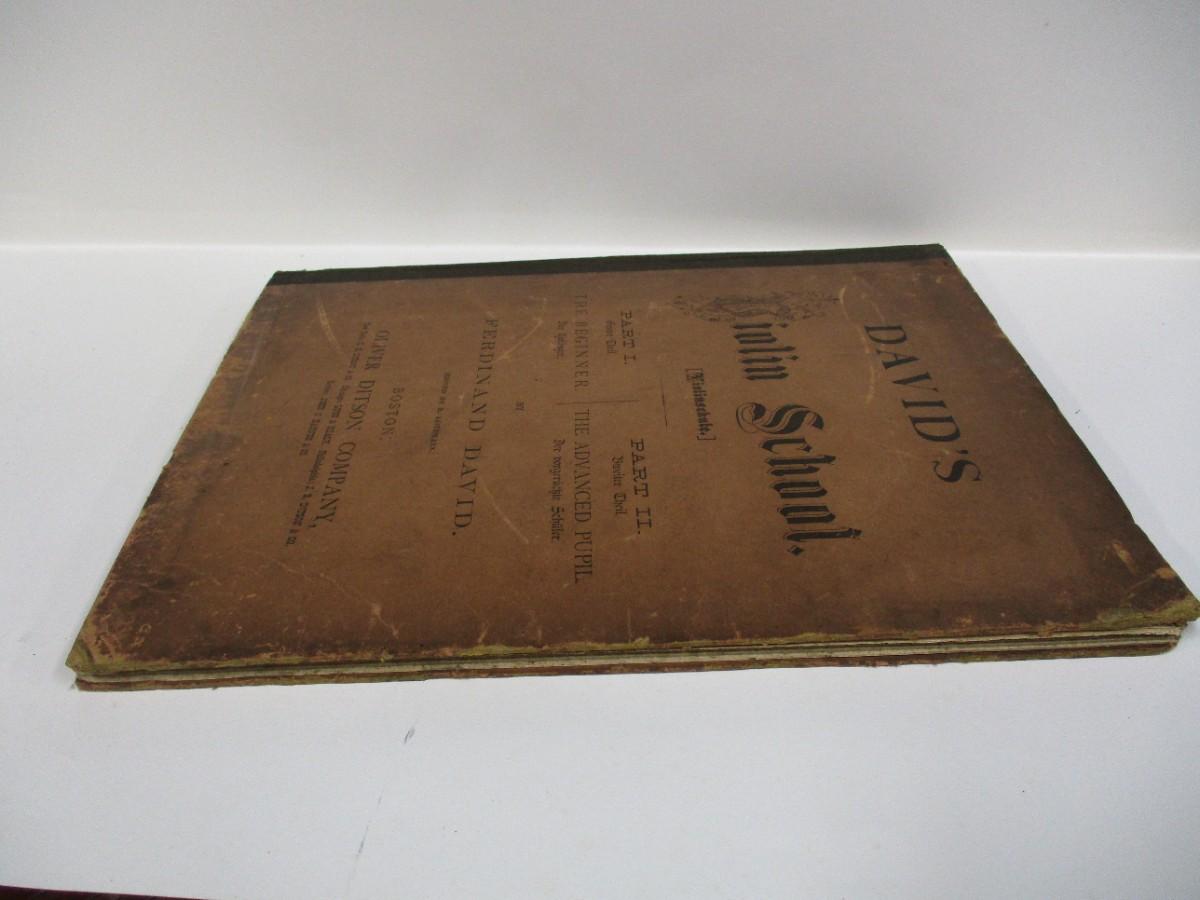 DAVID'S
Violin School.
[Violinschule.]
PART I.
Erster Theil.
THE BEGINNER
Der Anfänger.
PART II.
Zweiter Theil.
THE ADVANCED PUPIL.
Der vorgerückte Schüler.
BY
FERDINAND DAVID.
BOSTON:
OLIVER DITSON COMPANY,